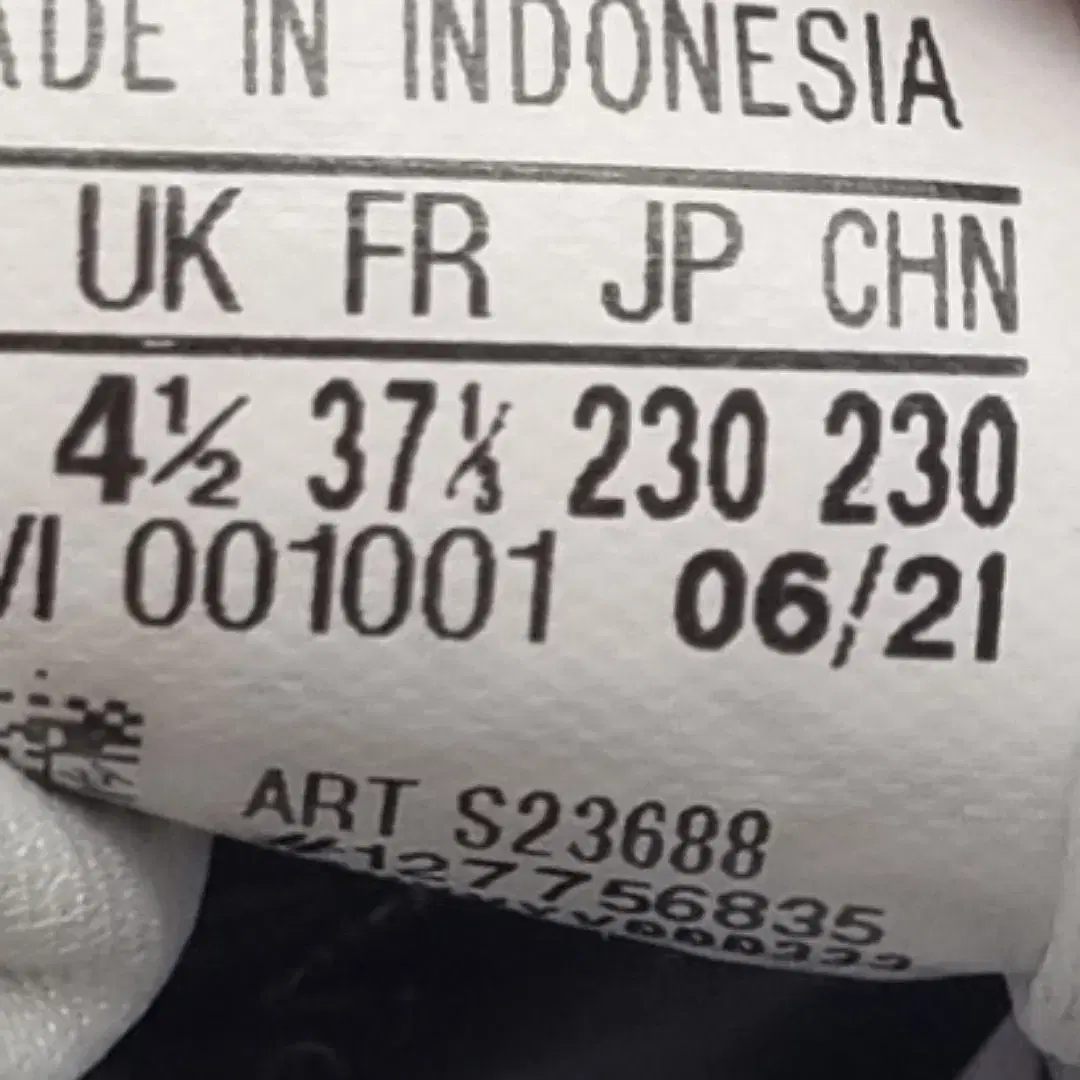 ADE IN INDONESIA
UK FR JP CHN
4½ 37⅓ 230 230
VI 001001 06/21
ART S23688
#127756835